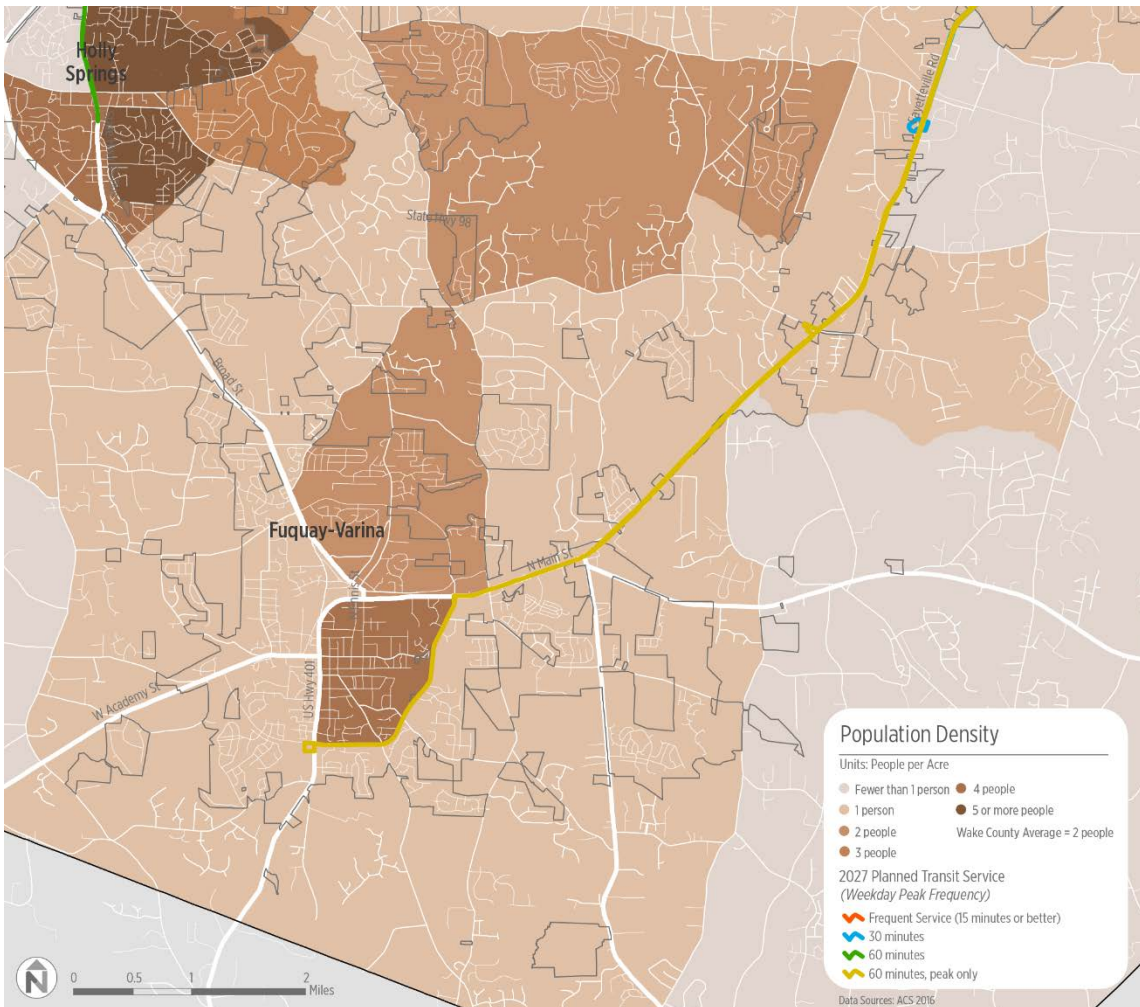 Holly
Springs
Fayetteville Rd
State Hwy 98
Broad St
Fuquay-Varina
N Main St
US Hwy 401
W Academy St
Population Density
Units: People per Acre
Fewer than 1 person
1 person
2 people
3 people
4 people
5 or more people
Wake County Average = 2 people
2027 Planned Transit Service
(Weekday Peak Frequency)
Frequent Service (15 minutes or better)
30 minutes
60 minutes
60 minutes, peak only
Data Sources: ACS 2016
N
0 0.5 1 2
Miles